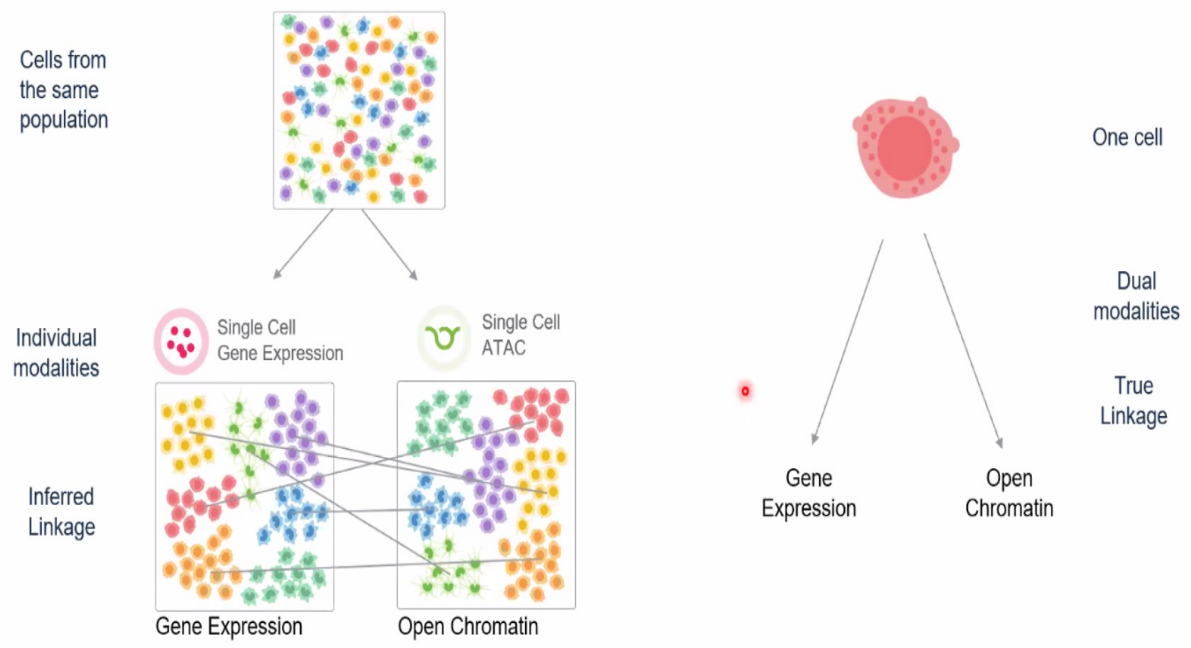 Cells from
the same
population
Individual
modalities
Single Cell
Gene Expression
Single Cell
ATAC
Inferred
Linkage
Gene Expression
Open Chromatin
One cell
Dual
modalities
True
Linkage
Gene
Expression
Open
Chromatin